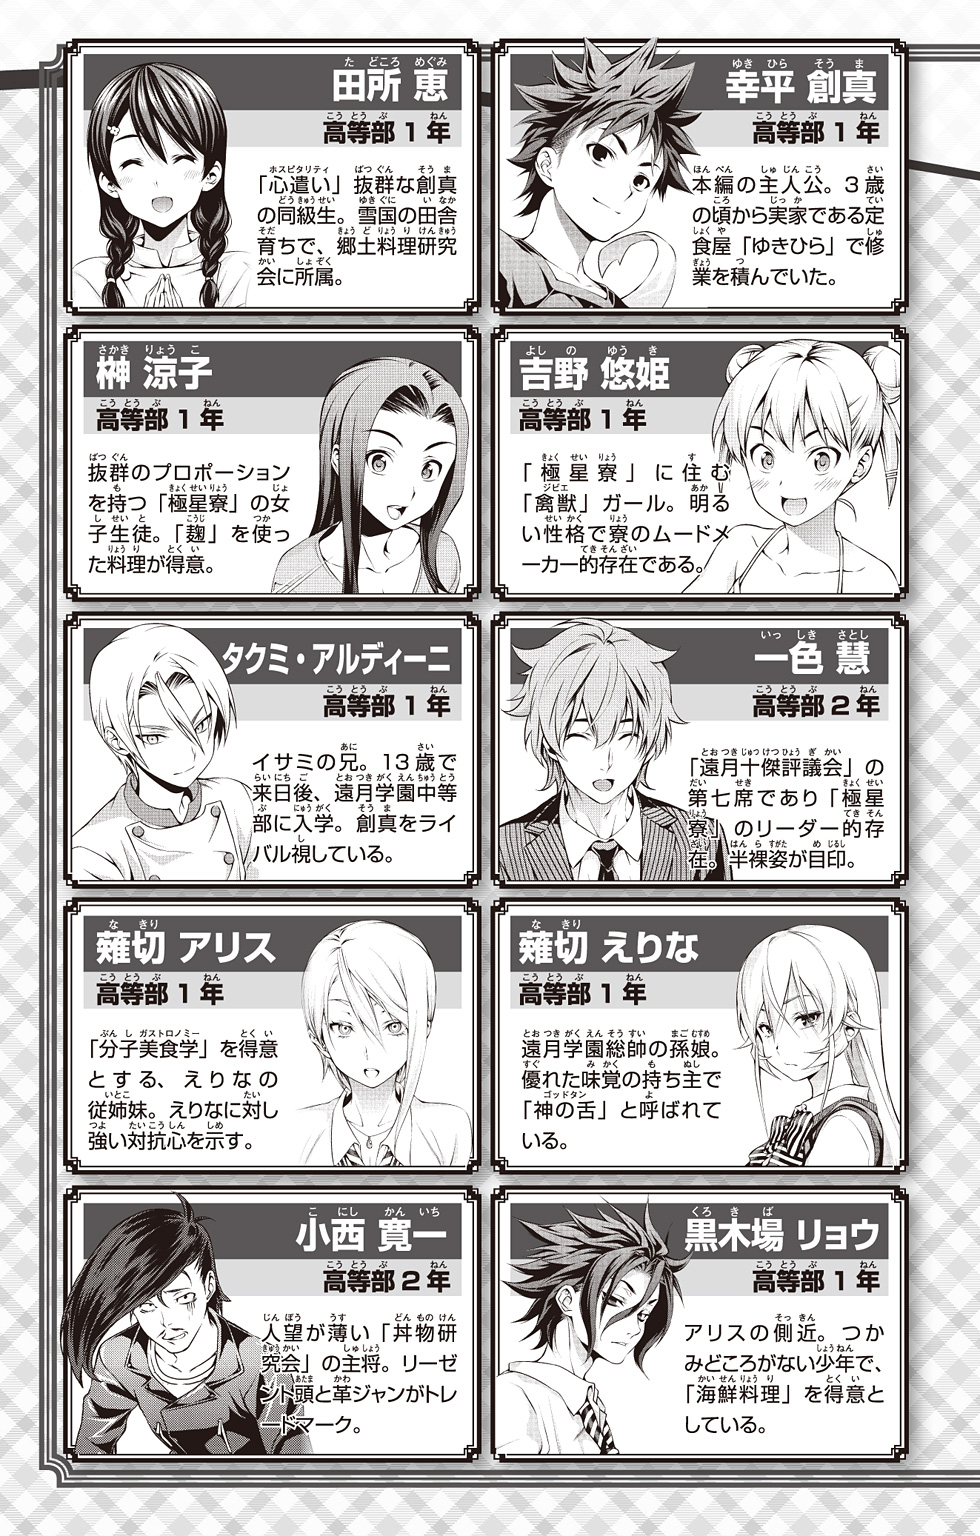 幸平 創真
高等部1年
本編の主人公。3歳
の頃から実家である定
食屋「ゆきひら」で修
業を積んでいた。
田所 恵
高等部1年
「心遣い」抜群な創真
の同級生。雪国の田舎
育ちで、郷土料理研究
会に所属。
吉野 悠姫
高等部1年
「極星寮」に住む
「禽獣」ガール。明る
い性格で寮のムードメ
ーカー的存在である。
榊 涼子
高等部1年
抜群のプロポーション
を持つ「極星寮」の女
子生徒。「麹」を使っ
た料理が得意。
一色 慧
高等部2年
「遠月十傑評議会」の
第七席であり「極星
寮」のリーダー的存
在。半裸姿が目印。
タクミ・アルディーニ
高等部1年
イサミの兄。13歳で
来日後、遠月学園中等
部に入学。創真をライ
バル視している。
薙切 えりな
高等部1年
遠月学園総帥の孫娘。
優れた味覚の持ち主で
「神の舌」と呼ばれて
いる。
薙切 アリス
高等部1年
「分子美食学」を得意
とする、えりなの
従姉妹。えりなに対し
強い対抗心を示す。
黒木場 リョウ
高等部1年
アリスの側近。つか
みどころがない少年で、
「海鮮料理」を得意と
している。
小西 寛一
高等部2年
人望が薄い「丼物研
究会」の主将。リーゼ
ント頭と革ジャンがトレ
ードマーク。